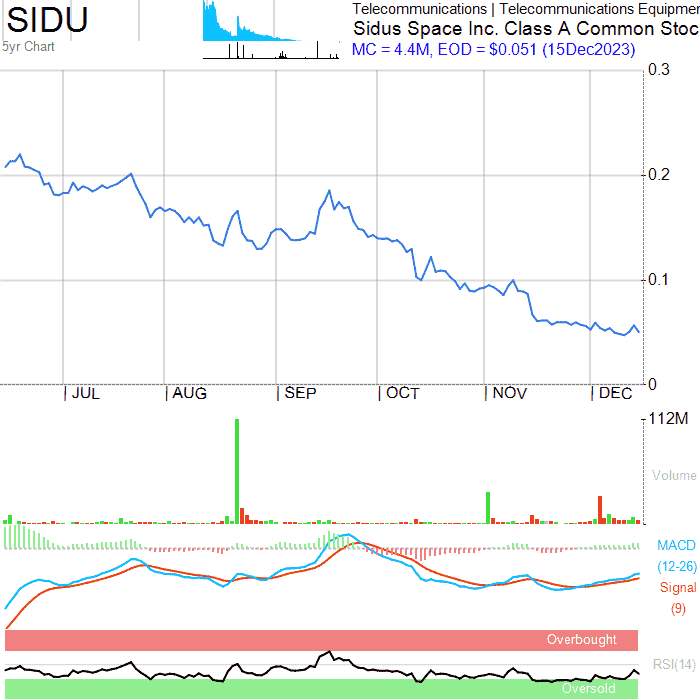 SIDU
5yr Chart
Telecommunications | Telecommunications Equipmen
Sidus Space Inc. Class A Common Stoc
MC = 4.4M, EOD = $0.051 (15Dec2023)
0.3
0.2
0.1
0
JUL AUG SEP OCT NOV DEC
112M
Volume
MACD
(12-26)
Signal
(9)
Overbought
RSI(14)
Oversold